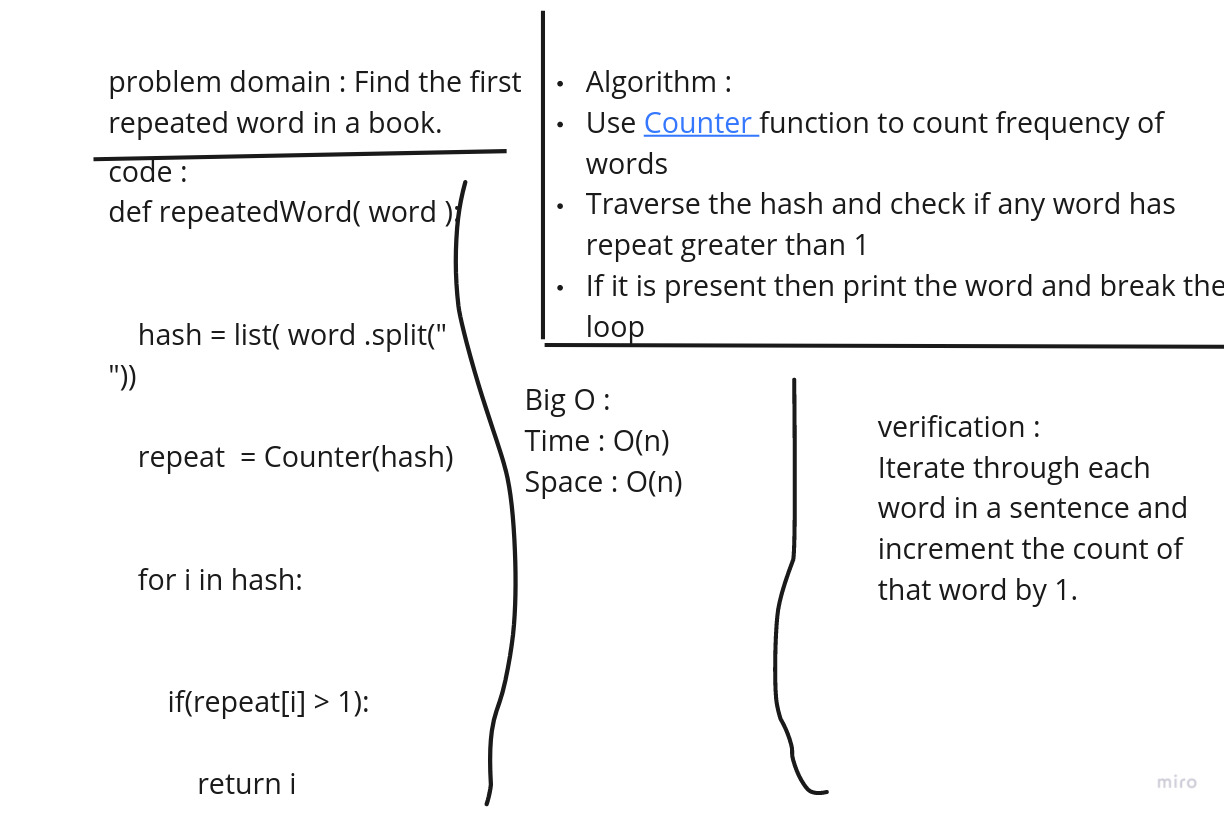 problem domain : Find the first
repeated word in a book.
code :
def repeatedWord( word ):
hash = list( word .split("
"))
repeat  = Counter(hash)
for i in hash:
if(repeat[i] > 1):
return i
• Algorithm :
• Use Counter function to count frequency of
words
• Traverse the hash and check if any word has
repeat greater than 1
• If it is present then print the word and break the
loop
Big O :
Time : O(n)
Space : O(n)
verification :
Iterate through each
word in a sentence and
increment the count of
that word by 1.
miro